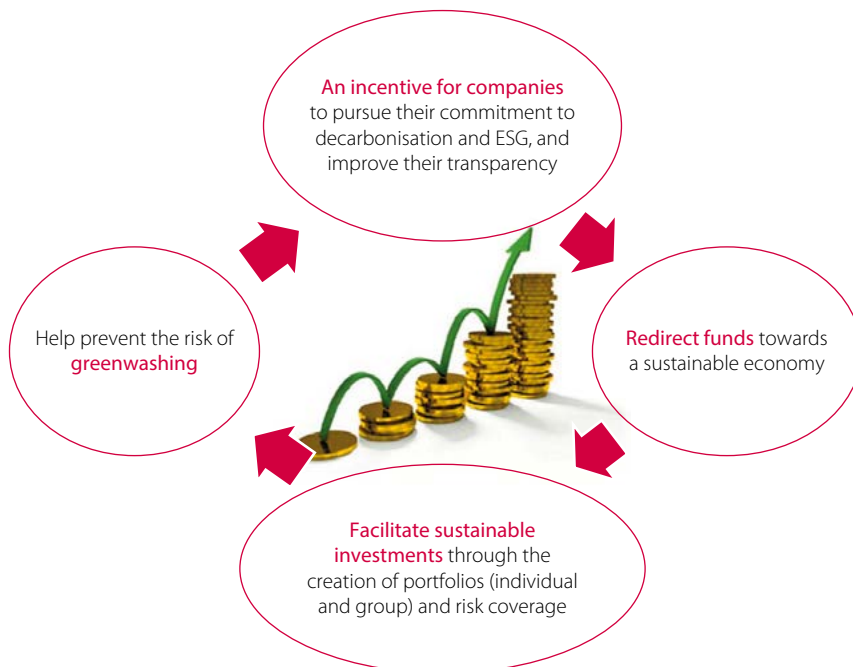 An incentive for companies
to pursue their commitment to
decarbonisation and ESG, and
improve their transparency
Help prevent the risk of
greenwashing
Redirect funds towards
a sustainable economy
Facilitate sustainable
investments through the
creation of portfolios (individual
and group) and risk coverage